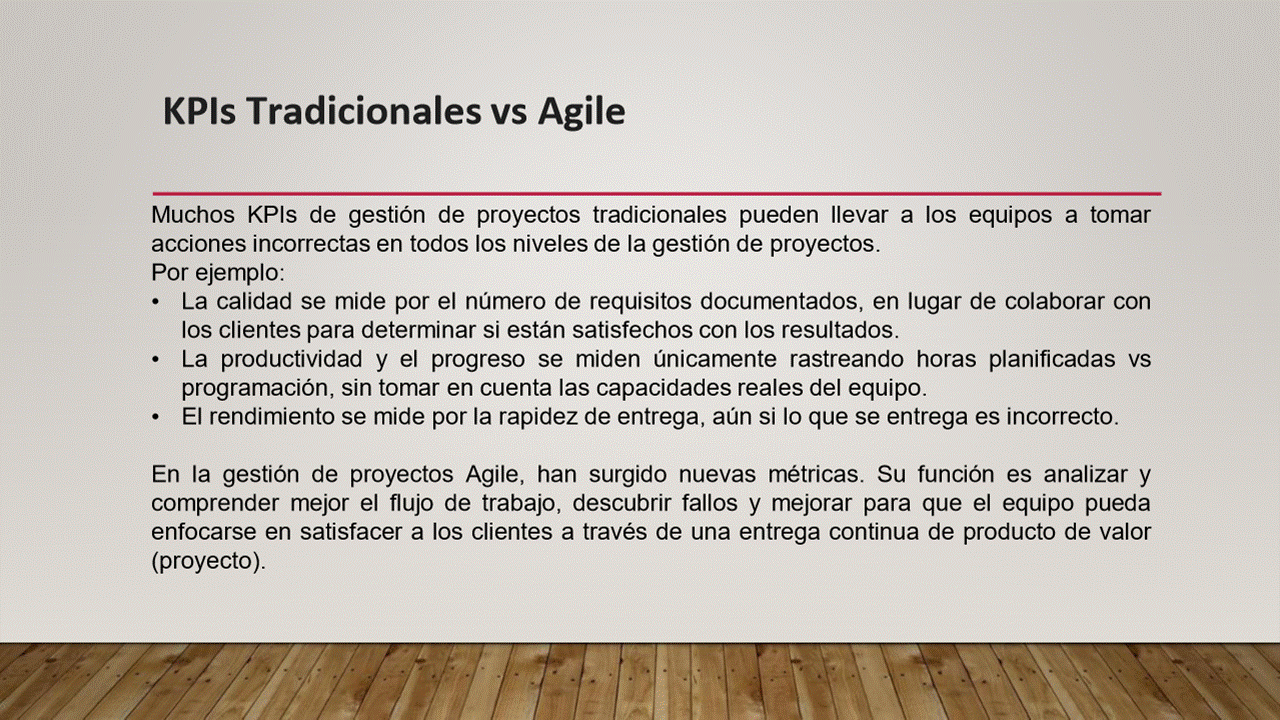 KPIs Tradicionales vs Agile
Muchos KPIs de gestión de proyectos tradicionales pueden llevar a los equipos a tomar
acciones incorrectas en todos los niveles de la gestión de proyectos.
Por ejemplo:
• La calidad se mide por el número de requisitos documentados, en lugar de colaborar con
los clientes para determinar si están satisfechos con los resultados.
• La productividad y el progreso se miden únicamente rastreando horas planificadas vs
programación, sin tomar en cuenta las capacidades reales del equipo.
• El rendimiento se mide por la rapidez de entrega, aún si lo que se entrega es incorrecto.
En la gestión de proyectos Agile, han surgido nuevas métricas. Su función es analizar y
comprender mejor el flujo de trabajo, descubrir fallos y mejorar para que el equipo pueda
enfocarse en satisfacer a los clientes a través de una entrega continua de producto de valor
(proyecto).